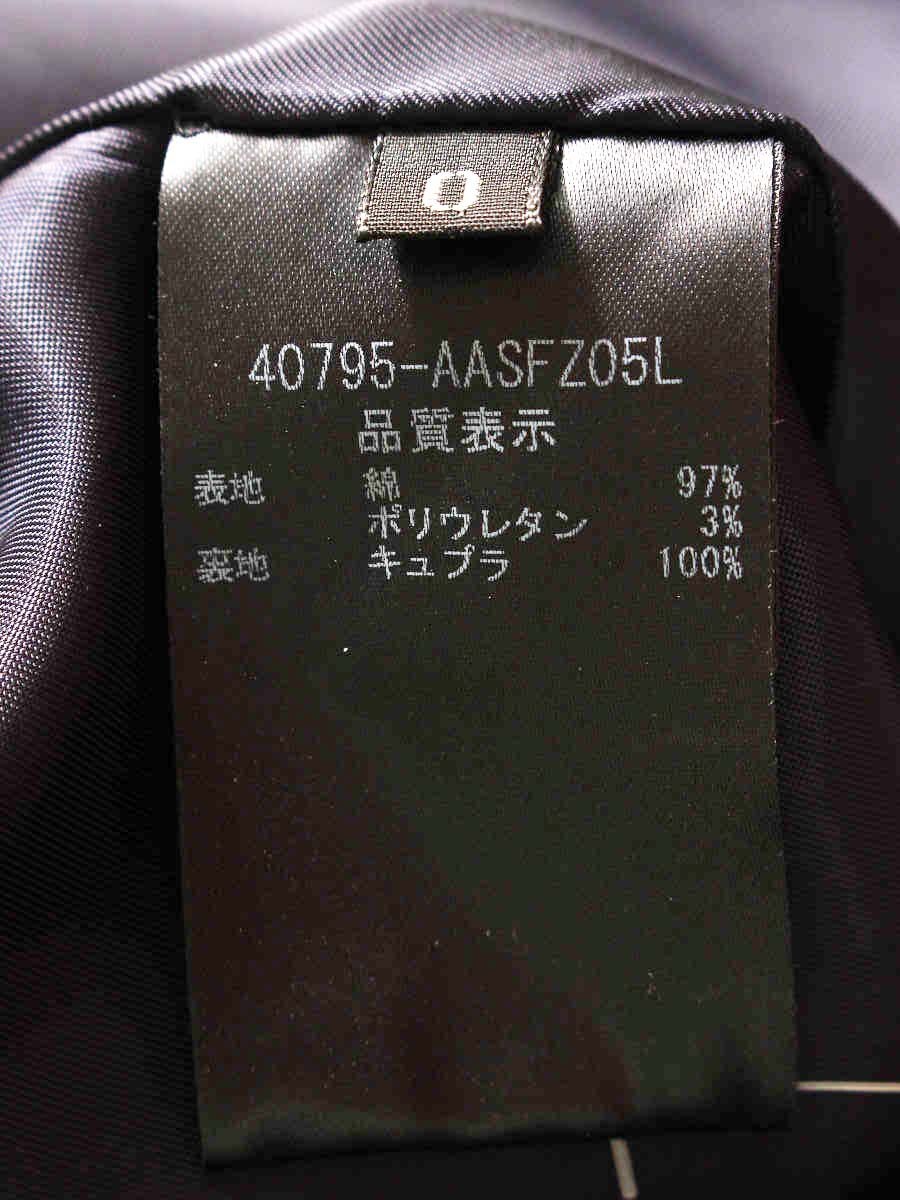 0
40795-AASFZ05L
品質表示
表地 綿 97%
ポリウレタン 3%
裏地 キュプラ 100%